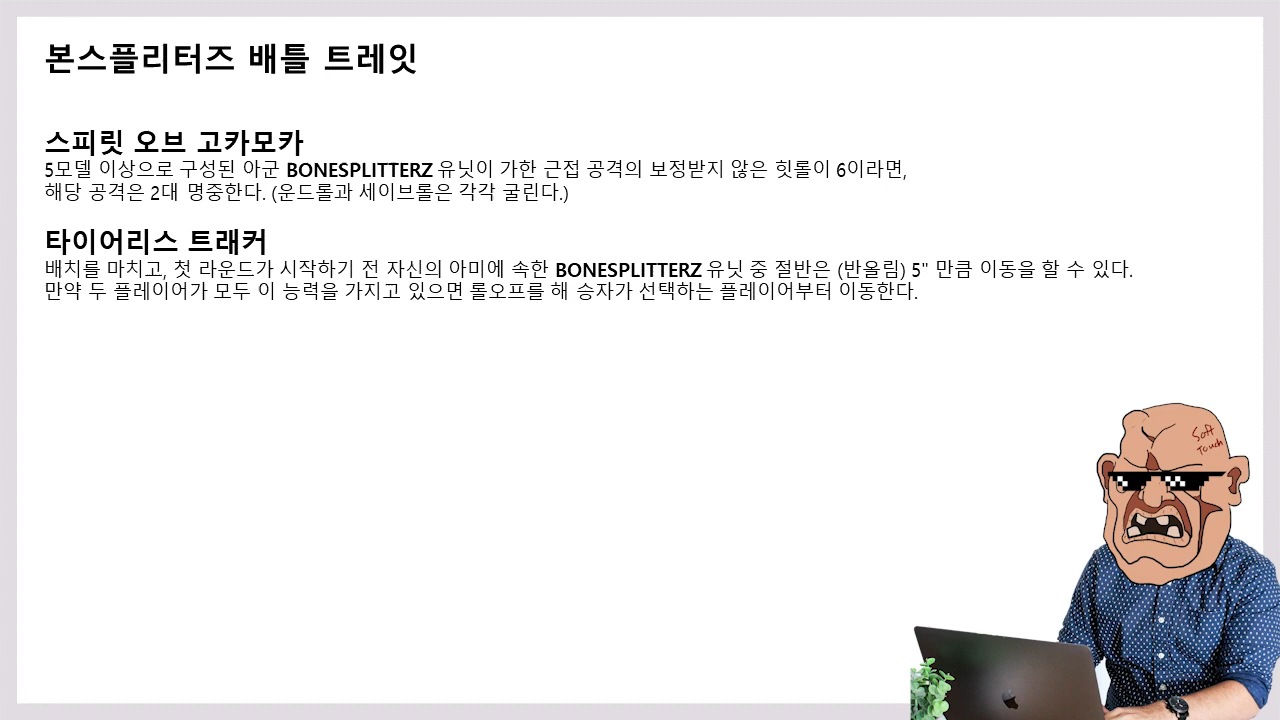 본스플리터즈 배틀 트레잇
스피릿 오브 고카모카
5모델 이상으로 구성된 아군 BONESPLITTERZ 유닛이 가한 근접 공격의 보정받지 않은 힛롤이 6이라면,
해당 공격은 2대 명중한다. (운드롤과 세이브롤은 각각 굴린다.)
타이어리스 트래커
배치를 마치고, 첫 라운드가 시작하기 전 자신의 아미에 속한 BONESPLITTERZ 유닛 중 절반은 (반올림) 5" 만큼 이동을 할 수 있다.
만약 두 플레이어가 모두 이 능력을 가지고 있으면 롤오프를 해 승자가 선택하는 플레이어부터 이동한다.
Soft
Touch